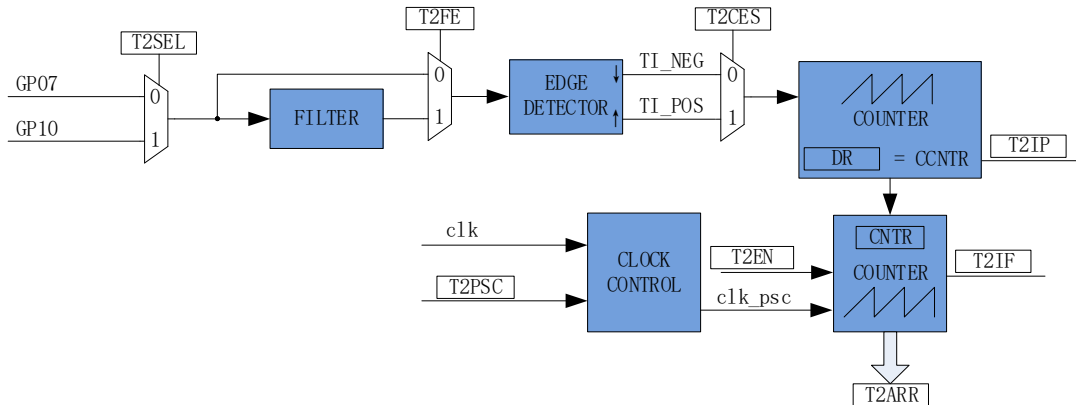 T2FE
T2CES
T2SEL
GP07
0
GP10
1
FILTER
0
1
EDGE
DETECTOR
TI_NEG
TI_POS
0
1
COUNTER
DR = CCNTR
T2IP
clk
T2PSC
CLOCK
CONTROL
T2EN
clk_psc
CNTR
COUNTER
T2IF
T2ARR